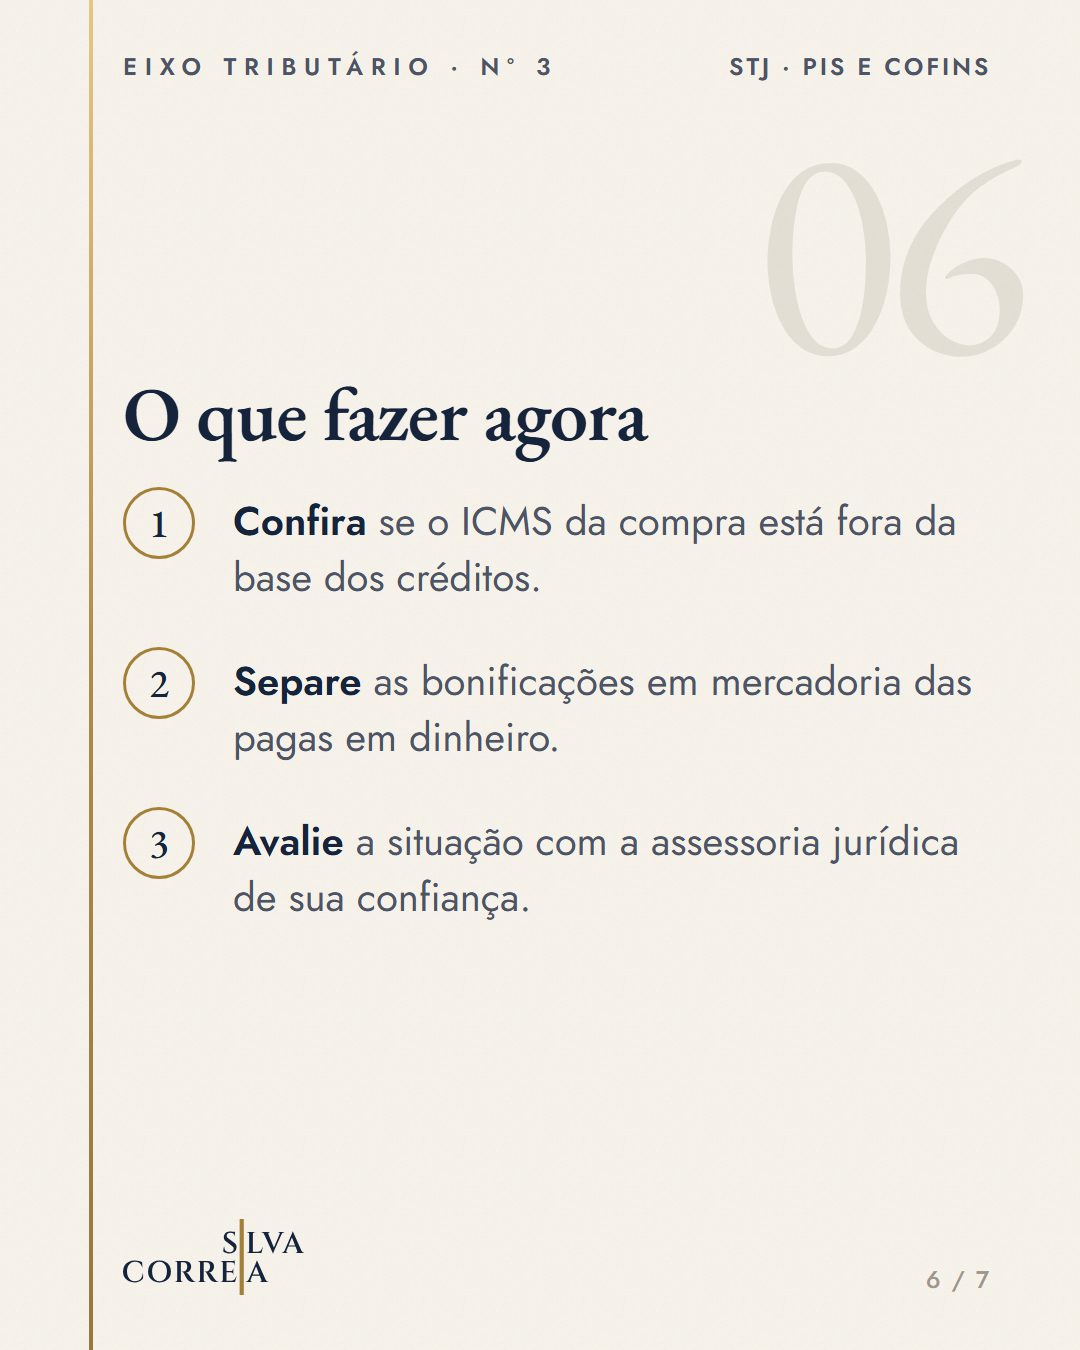 EIXO TRIBUTÁRIO · N° 3
STJ · PIS E COFINS
06
O que fazer agora
1
Confira se o ICMS da compra está fora da
base dos créditos.
2
Separe as bonificações em mercadoria das
pagas em dinheiro.
3
Avalie a situação com a assessoria jurídica
de sua confiança.
SILVA
CORREIA
6 / 7